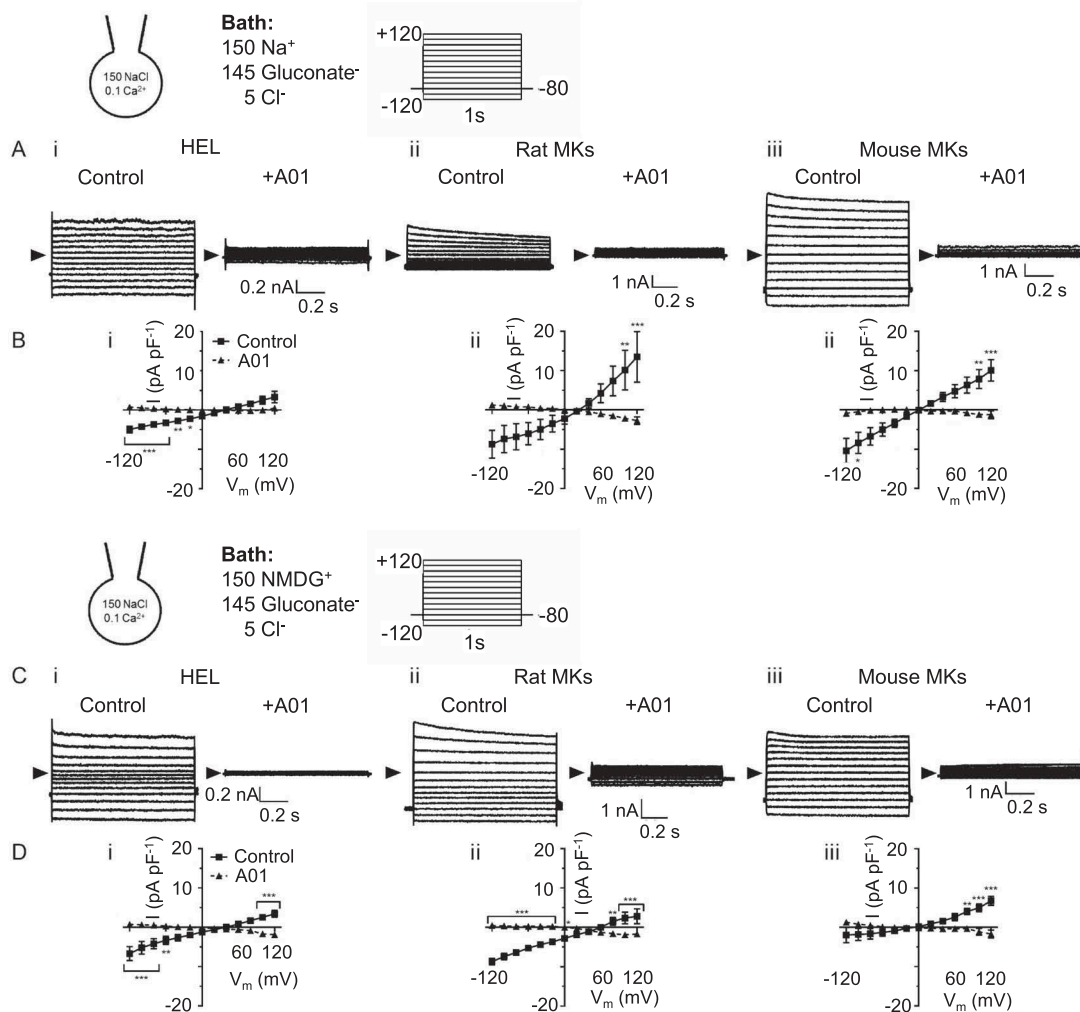 150 NaCl
0.1 Ca²⁺
Bath:
150 Na⁺
145 Gluconate⁻
5 Cl⁻
+120
-120
-80
1s
A
i
HEL
Control
+A01
0.2 nA
0.2 s
ii
Rat MKs
Control
+A01
1 nA
0.2 s
iii
Mouse MKs
Control
+A01
1 nA
0.2 s
B
i
20
10
-20
I (pA pF⁻¹)
Control
A01
***
**
*
-120
60 120
Vm (mV)
ii
20
10
-20
I (pA pF⁻¹)
**
***
-120
60 120
Vm (mV)
ii
20
10
-20
I (pA pF⁻¹)
*
**
***
-120
60 120
Vm (mV)
150 NaCl
0.1 Ca²⁺
Bath:
150 NMDG⁺
145 Gluconate⁻
5 Cl⁻
+120
-120
-80
1s
C
i
HEL
Control
+A01
0.2 nA
0.2 s
ii
Rat MKs
Control
+A01
1 nA
0.2 s
iii
Mouse MKs
Control
+A01
1 nA
0.2 s
D
i
20
10
-20
I (pA pF⁻¹)
Control
A01
***
**
***
60 120
Vm (mV)
ii
20
10
-20
I (pA pF⁻¹)
***
*
**
***
-120
60 120
Vm (mV)
iii
20
10
-20
I (pA pF⁻¹)
**
***
***
-120
60 120
Vm (mV)